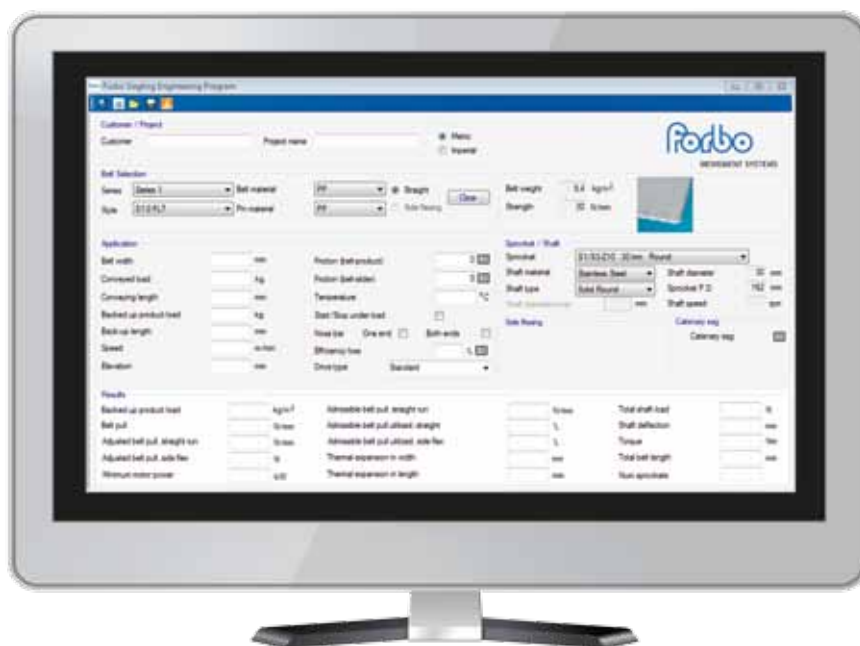 Forbo Siegling Engineering Program
Customer / Project
Customer Project name Metric
Imperial
Forbo
MOVEMENT SYSTEMS
Belt Selection
Series Series 1 Belt material PP Straight Clear Belt weight kg/m²
Style Pin material PP Side flexing Strength 30 N/mm
Application Sprocket / Shaft
Belt width mm Friction (belt-product) 0 Sprocket Round
Conveyed load kg Friction (belt-slider) 0 Shaft material Stainless Steel Shaft diameter 30 mm
Conveying length mm Temperature °C Shaft type Solid Round Sprocket P.D. mm
Backed up product load kg Start/Stop under load mm Shaft speed rpm
Back-up length mm Nose bar One end Both ends Side flexing Catenary sag
Speed m/min Efficiency loss % Catenary sag
Elevation mm Drive type Standard
Results
Backed up product load kg/m² Admissible belt pull, straight run N/mm Total shaft load N
Belt pull N/mm Admissible belt pull utilised, straight % Shaft deflection mm
Adjusted belt pull, straight run N/mm Admissible belt pull utilised, side flex % Torque Nm
Adjusted belt pull, side flex N Thermal expansion in width mm Total belt length mm
Minimum motor power kW Thermal expansion in length mm Num sprockets